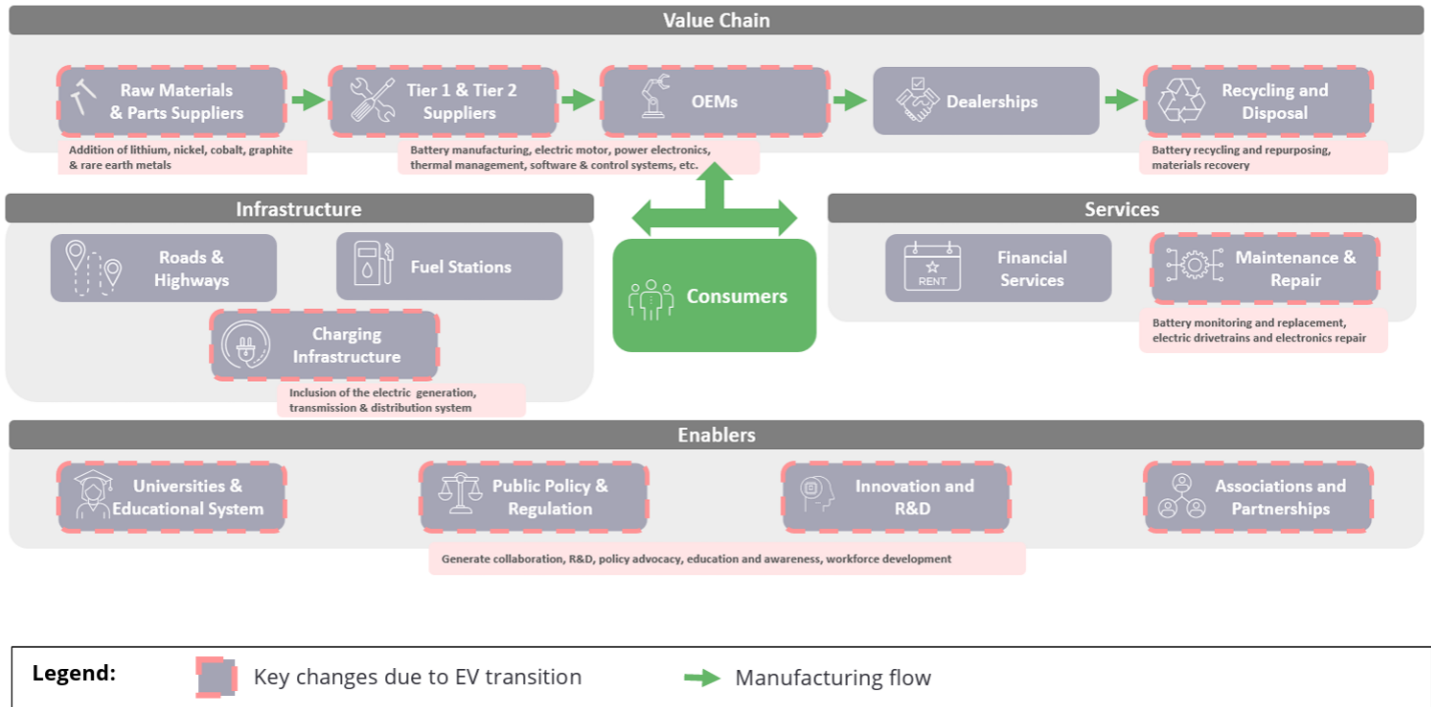 Value Chain
Raw Materials
& Parts Suppliers
Tier 1 & Tier 2
Suppliers
OEMs
Dealerships
Recycling and
Disposal
Addition of lithium, nickel, cobalt, graphite
& rare earth metals
Battery manufacturing, electric motor, power electronics,
thermal management, software & control systems, etc.
Battery recycling and repurposing,
materials recovery
Infrastructure
Roads &
Highways
Fuel Stations
Charging
Infrastructure
Inclusion of the electric generation,
transmission & distribution system
Consumers
Services
RENT
Financial
Services
Maintenance &
Repair
Battery monitoring and replacement,
electric drivetrains and electronics repair
Enablers
Universities &
Educational System
Public Policy &
Regulation
Innovation and
R&D
Associations and
Partnerships
Generate collaboration, R&D, policy advocacy, education and awareness, workforce development
Legend:
Key changes due to EV transition
Manufacturing flow